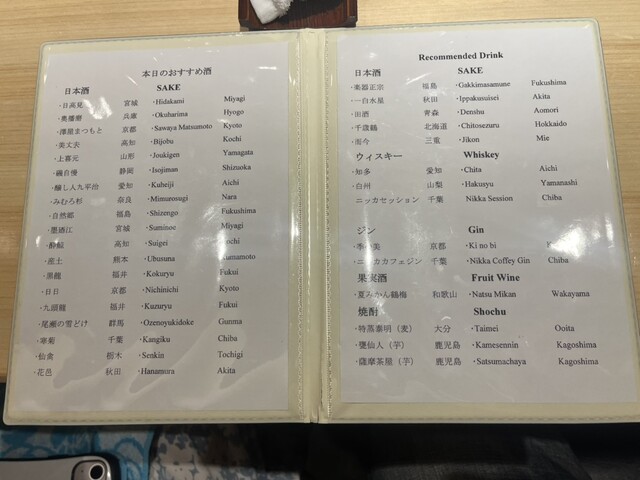 本日のおすすめ酒
日本酒 SAKE
・日高見 宮城 ・Hidakami Miyagi
・奥播磨 兵庫 ・Okuharima Hyogo
・澤屋まつもと 京都 ・Sawaya Matsumoto Kyoto
・美丈夫 高知 ・Bijobu Kochi
・上喜元 山形 ・Joukigen Yamagata
・磯自慢 静岡 ・Isojiman Shizuoka
・醸し人九平治 愛知 ・Kuheiji Aichi
・みむろ杉 奈良 ・Mimurosugi Nara
・自然郷 福島 ・Shizengo Fukushima
・墨廼江 宮城 ・Suminoe Miyagi
・酔鯨 高知 ・Suigei Kochi
・産土 熊本 ・Ubusuna Kumamoto
・黒龍 福井 ・Kokuryu Fukui
・日日 京都 ・Nichinichi Kyoto
・九頭龍 福井 ・Kuzuryu Fukui
・尾瀬の雪どけ 群馬 ・Ozenoyukidoke Gunma
・寒菊 千葉 ・Kangiku Chiba
・仙禽 栃木 ・Senkin Tochigi
・花邑 秋田 ・Hanamura Akita
Recommended Drink
日本酒 SAKE
・楽器正宗 福島 ・Gakkimasamune Fukushima
・一白水星 秋田 ・Ippakusuisei Akita
・田酒 青森 ・Denshu Aomori
・千歳鶴 北海道 ・Chitosezuru Hokkaido
・而今 三重 ・Jikon Mie
ウィスキー Whiskey
・知多 愛知 ・Chita Aichi
・白州 山梨 ・Hakusyu Yamanashi
ニッカセッション 千葉 Nikka Session Chiba
ジン Gin
・季の美 京都 ・Ki no bi
・ニッカカフェジン 千葉 ・Nikka Coffey Gin Chiba
果実酒 Fruit Wine
・夏みかん鶴梅 和歌山 ・Natsu Mikan Wakayama
・焼酎 Shochu
・特蒸泰明（麦） 大分 ・Taimei Ooita
・甕仙人（芋） 鹿児島 ・Kamesennin Kagoshima
・薩摩茶屋（芋） 鹿児島 ・Satsumachaya Kagoshima